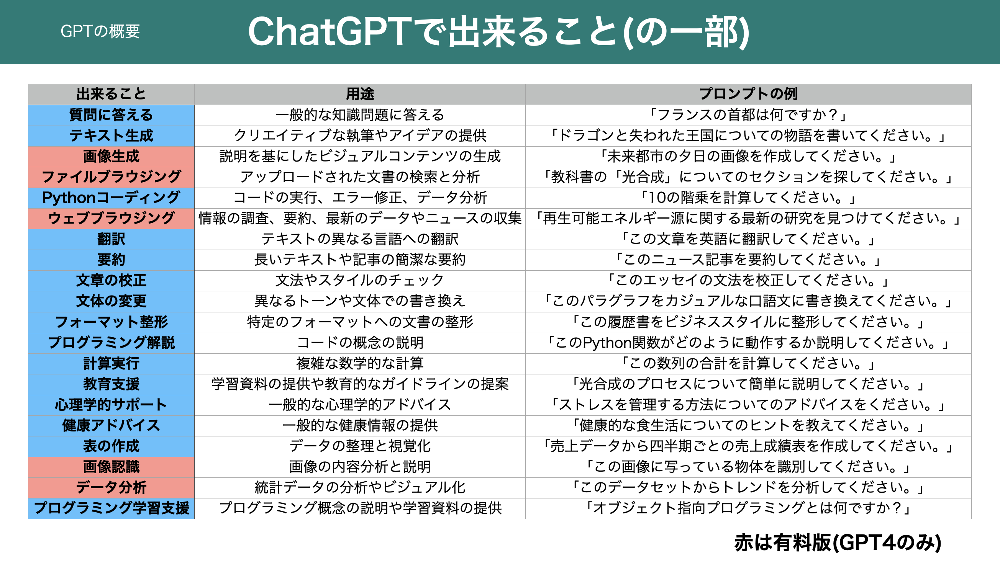 GPTの概要
ChatGPTで出来ること(の一部)
出来ること 用途 プロンプトの例
質問に答える 一般的な知識問題に答える 「フランスの首都は何ですか？」
テキスト生成 クリエイティブな執筆やアイデアの提供 「ドラゴンと失われた王国についての物語を書いてください。」
画像生成 説明を基にしたビジュアルコンテンツの生成 「未来都市の夕日の画像を作成してください。」
ファイルブラウジング アップロードされた文書の検索と分析 「教科書の「光合成」についてのセクションを探してください。」
Pythonコーディング コードの実行、エラー修正、データ分析 「10の階乗を計算してください。」
ウェブブラウジング 情報の調査、要約、最新のデータやニュースの収集 「再生可能エネルギー源に関する最新の研究を見つけてください。」
翻訳 テキストの異なる言語への翻訳 「この文章を英語に翻訳してください。」
要約 長いテキストや記事の簡潔な要約 「このニュース記事を要約してください。」
文章の校正 文法やスタイルのチェック 「このエッセイの文法を校正してください。」
文体の変更 異なるトーンや文体での書き換え 「このパラグラフをカジュアルな口語文に書き換えてください。」
フォーマット整形 特定のフォーマットへの文書の整形 「この履歴書をビジネススタイルに整形してください。」
プログラミング解説 コードの概念の説明 「このPython関数がどのように動作するか説明してください。」
計算実行 複雑な数学的な計算 「この数列の合計を計算してください。」
教育支援 学習資料の提供や教育的なガイドラインの提案 「光合成のプロセスについて簡単に説明してください。」
心理学的サポート 一般的な心理学的アドバイス 「ストレスを管理する方法についてのアドバイスをください。」
健康アドバイス 一般的な健康情報の提供 「健康的な食生活についてのヒントを教えてください。」
表の作成 データの整理と視覚化 「売上データから四半期ごとの売上成績表を作成してください。」
画像認識 画像の内容分析と説明 「この画像に写っている物体を識別してください。」
データ分析 統計データの分析やビジュアル化 「このデータセットからトレンドを分析してください。」
プログラミング学習支援 プログラミング概念の説明や学習資料の提供 「オブジェクト指向プログラミングとは何ですか？」
赤は有料版(GPT4のみ)